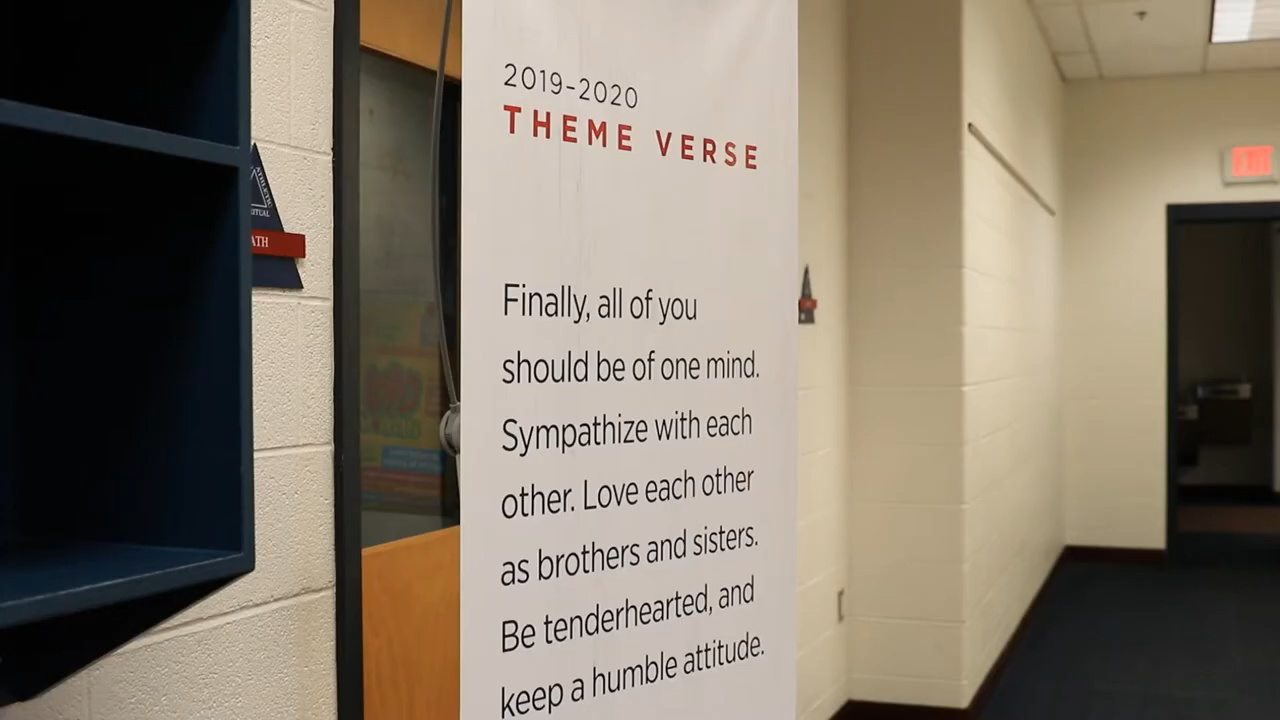 2019-2020
THEME VERSE
Finally, all of you
should be of one mind.
Sympathize with each
other. Love each other
as brothers and sisters.
Be tenderhearted, and
keep a humble attitude.
ATHLETIC